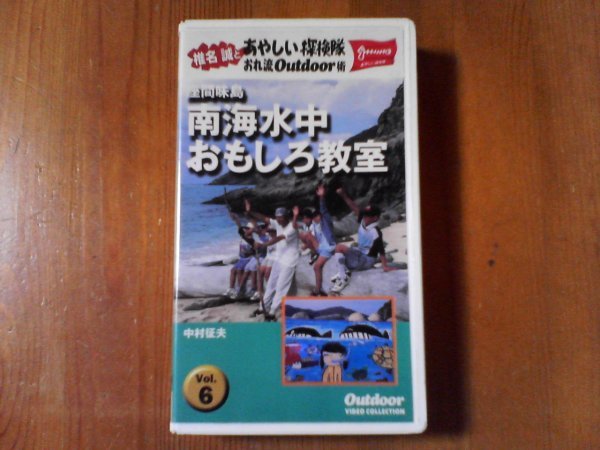 椎名 誠と
あやしい探検隊
おれ流Outdoor術
座間味島
南海水中
おもしろ教室
中村征夫
Vol.
6
Outdoor
VIDEO COLLECTION